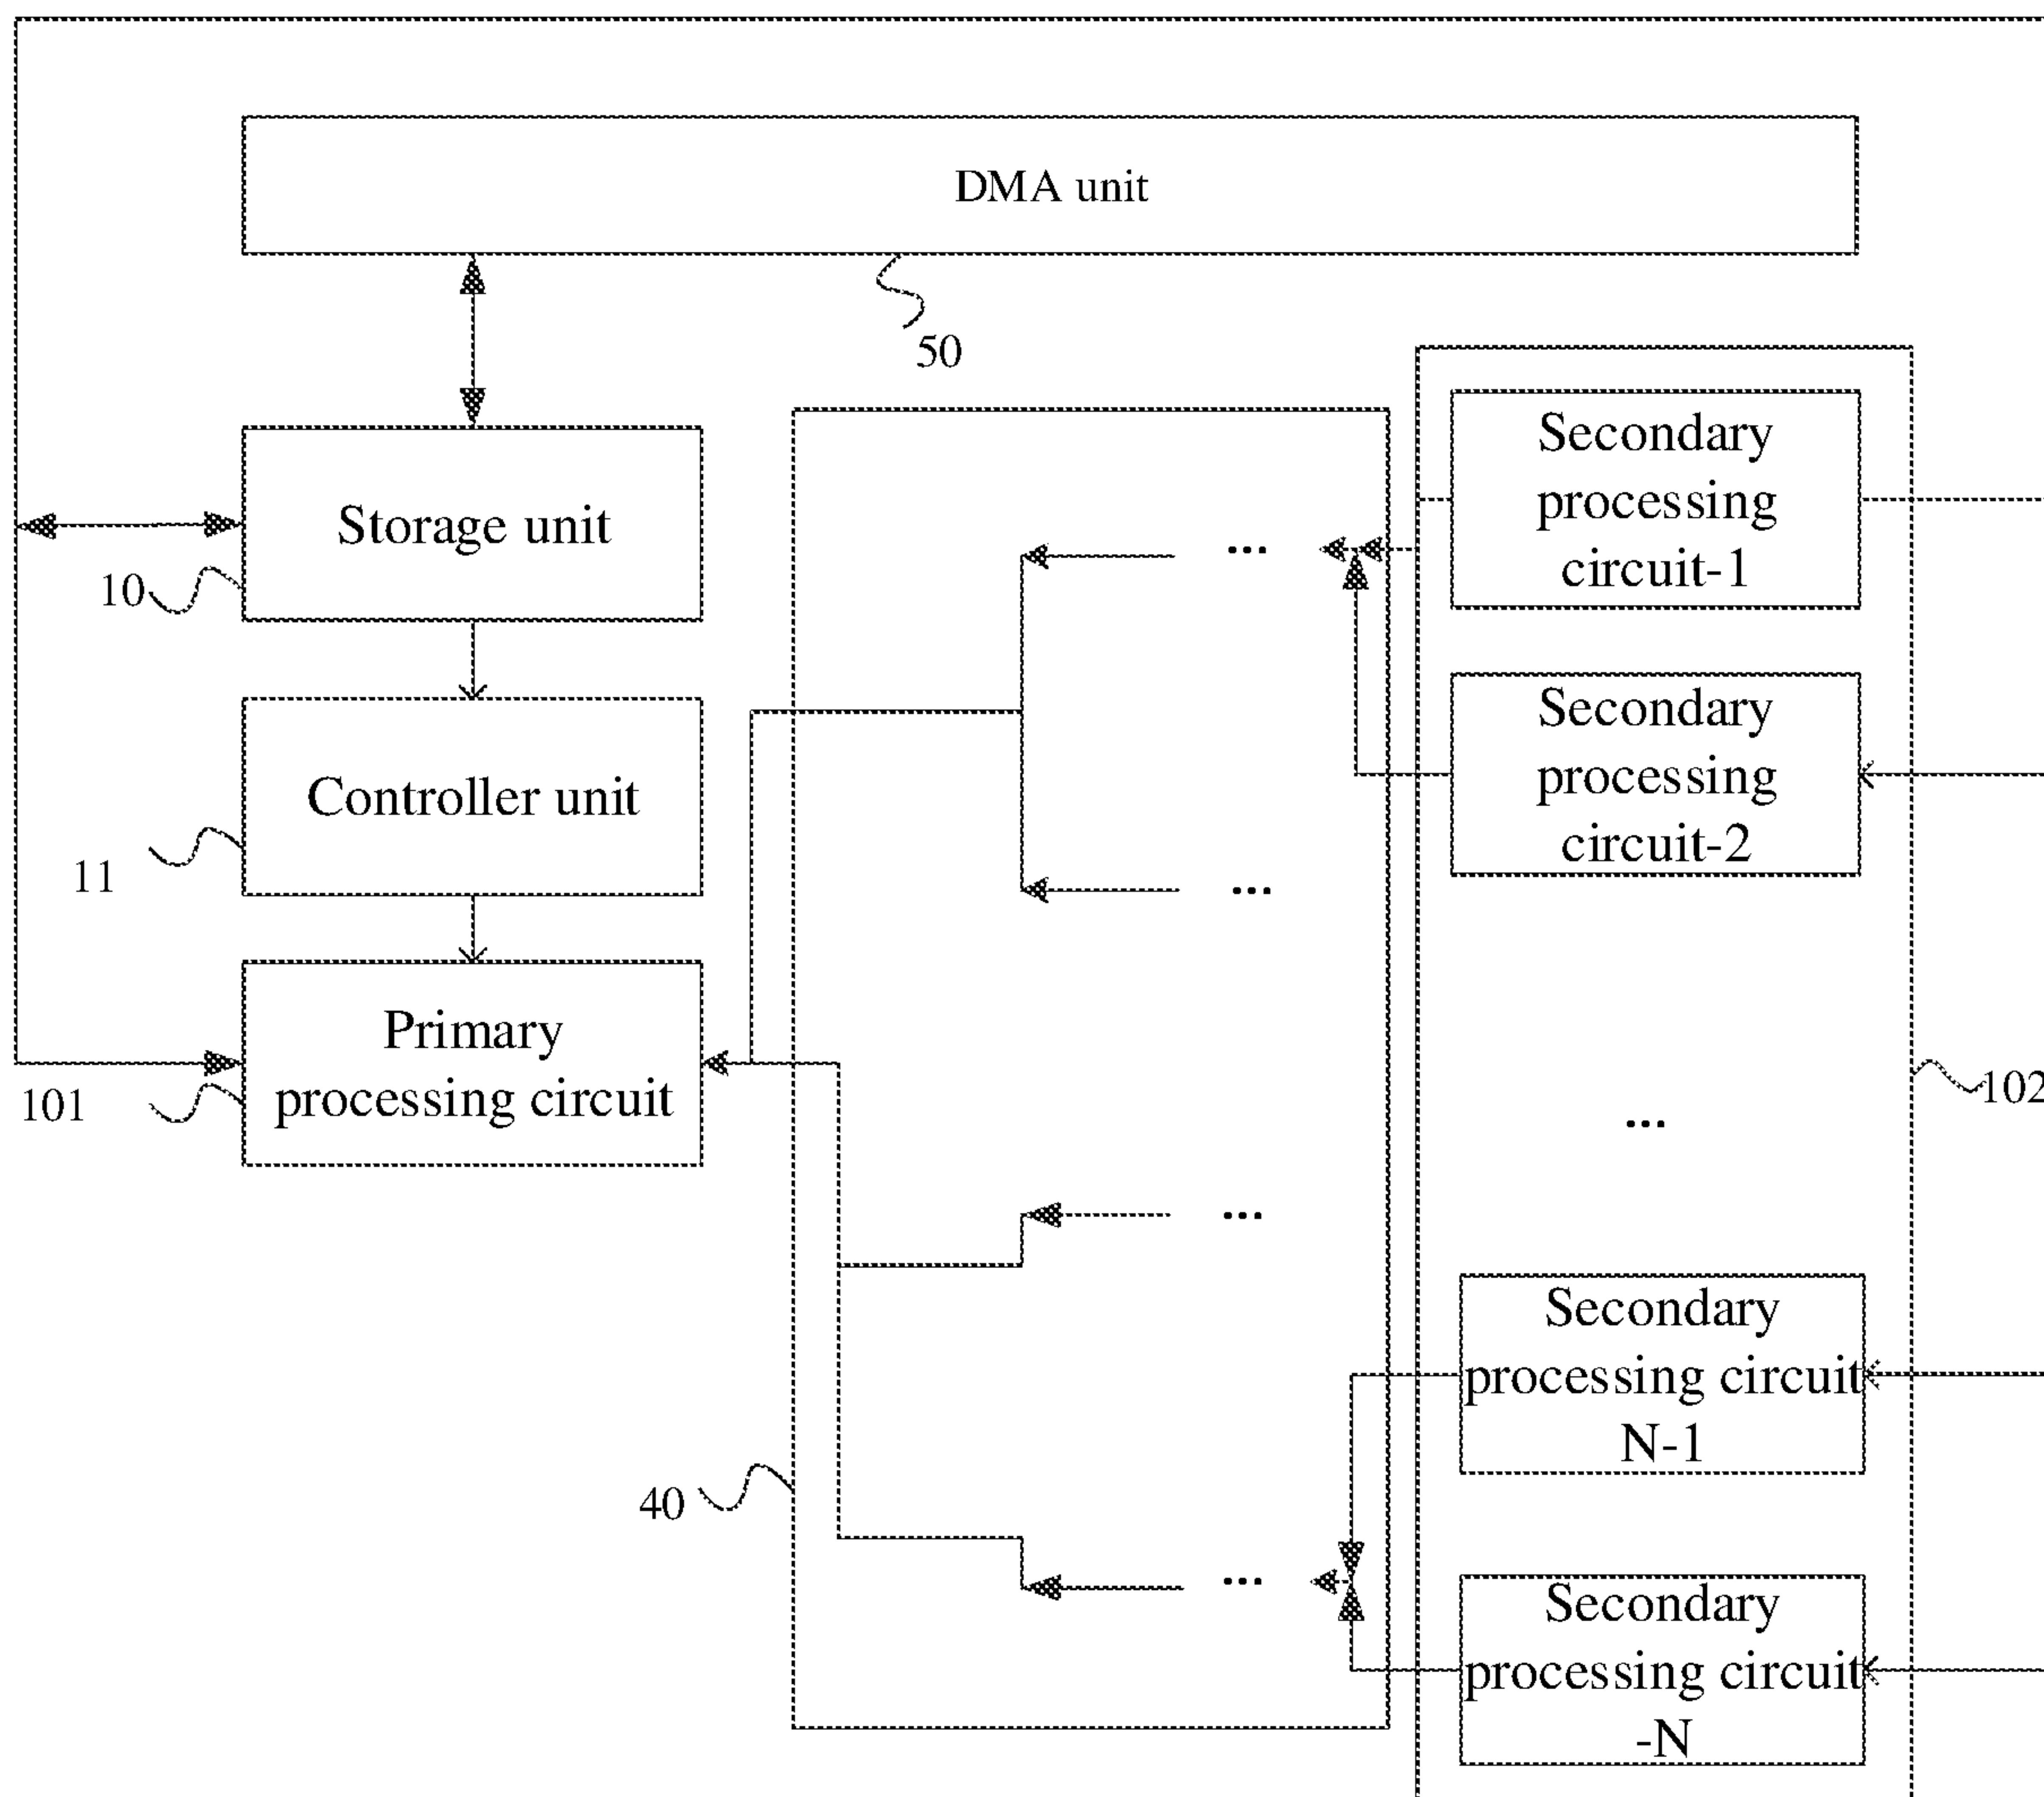 DMA unit
50
Storage unit
10
Controller unit
11
Primary
processing circuit
101
40
...
...
...
...
Secondary
processing
circuit-1
Secondary
processing
circuit-2
...
102
Secondary
processing circuit
N-1
Secondary
processing circuit
-N